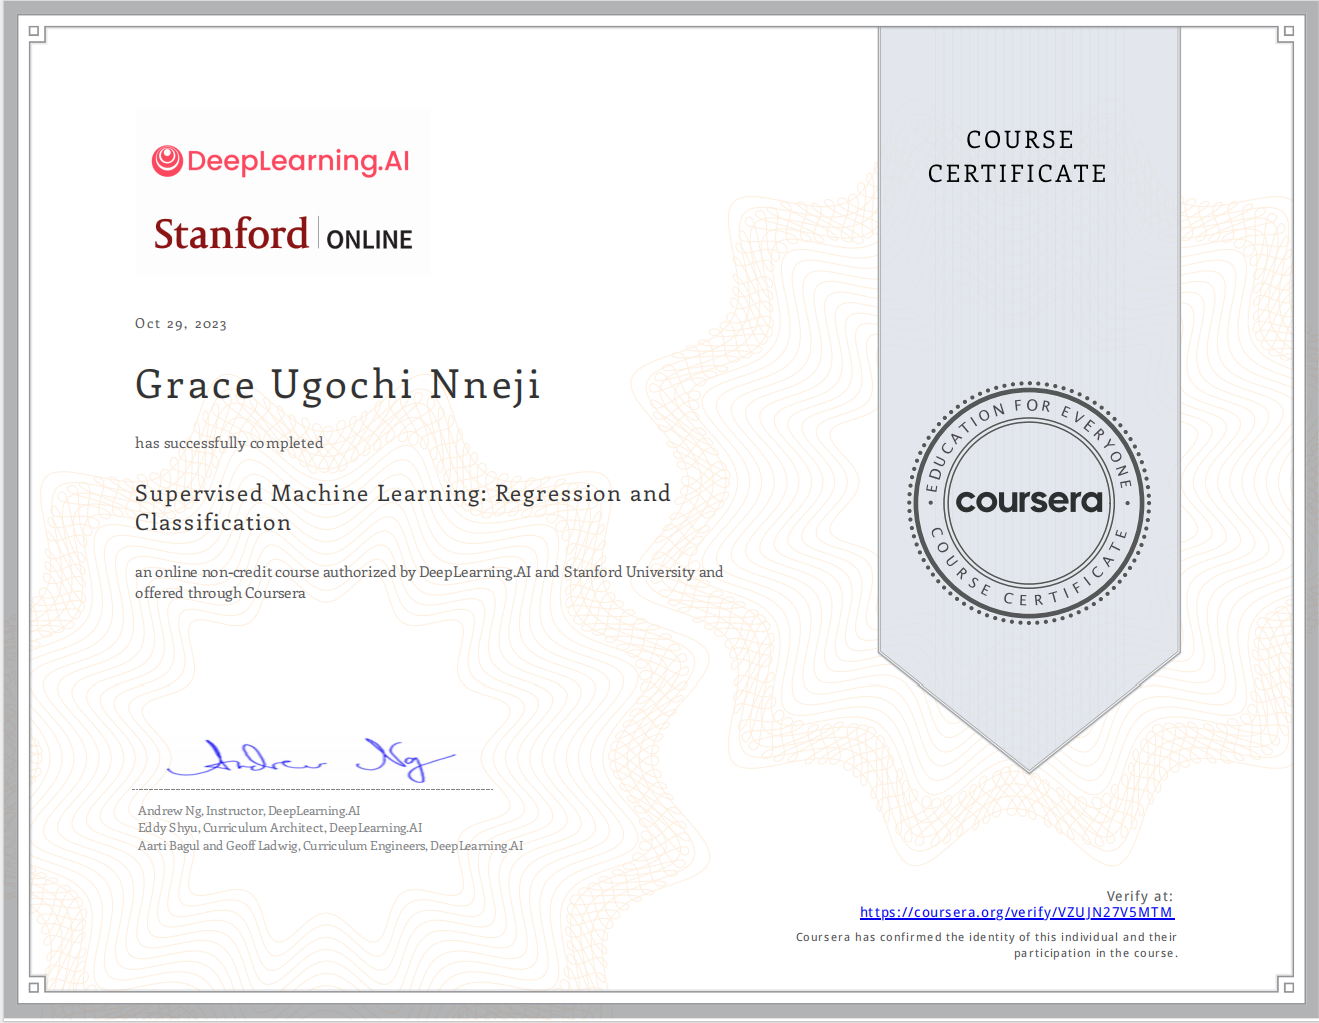 DeepLearning.AI
Stanford ONLINE
COURSE
CERTIFICATE
Oct 29, 2023
Grace Ugochi Nneji
has successfully completed
Supervised Machine Learning: Regression and
Classification
an online non-credit course authorized by DeepLearning.AI and Stanford University and
offered through Coursera
EDUCATION FOR EVERYONE
coursera
COURSE CERTIFICATE
Andrew Ng
Andrew Ng, Instructor, DeepLearning.AI
Eddy Shyu, Curriculum Architect, DeepLearning.AI
Aarti Bagul and Geoff Ladwig, Curriculum Engineers, DeepLearning.AI
Verify at:
https://coursera.org/verify/VZUJN27V5MTM
Coursera has confirmed the identity of this individual and their
participation in the course.